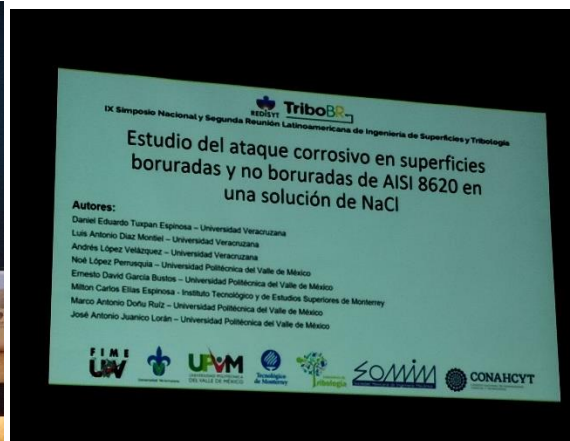 REDISYT TriboBR
IX Simposio Nacional y Segunda Reunión Latinoamericana de Ingeniería de Superficies y Tribología
Estudio del ataque corrosivo en superficies
boruradas y no boruradas de AISI 8620 en
una solución de NaCl
Autores:
Daniel Eduardo Tuxpan Espinosa – Universidad Veracruzana
Luis Antonio Díaz Montiel – Universidad Veracruzana
Andrés López Velázquez – Universidad Veracruzana
Noé López Perrusquia – Universidad Politécnica del Valle de México
Ernesto David García Bustos – Universidad Politécnica del Valle de México
Milton Carlos Elías Espinosa - Instituto Tecnológico y de Estudios Superiores de Monterrey
Marco Antonio Doñu Ruíz – Universidad Politécnica del Valle de México
José Antonio Juanico Lorán – Universidad Politécnica del Valle de México
FIME UV Universidad Veracruzana UPVM UNIVERSIDAD POLITÉCNICA DEL VALLE DE MÉXICO Tecnológico de Monterrey Tribología SOMIM CONAHCYT